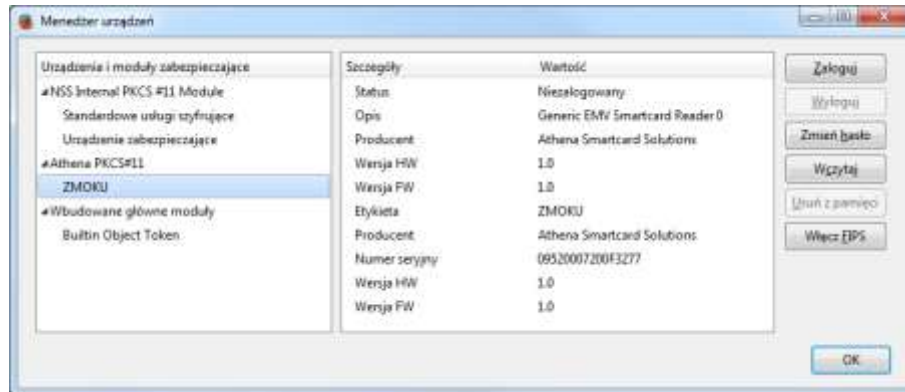 Menedżer urządzeń
Urządzenia i moduły zabezpieczające
NSS Internal PKCS #11 Module
Standardowe usługi szyfrujące
Urządzenie zabezpieczające
Athena PKCS#11
ZMOKU
Wbudowane główne moduły
Builtin Object Token
Szczegóły Wartość
Status Niezalogowany
Opis Generic EMV Smartcard Reader 0
Producent Athena Smartcard Solutions
Wersja HW 1.0
Wersja FW 1.0
Etykieta ZMOKU
Producent Athena Smartcard Solutions
Numer seryjny 09520007200F3277
Wersja HW 1.0
Wersja FW 1.0
Zaloguj
Wyloguj
Zmień hasło
Wczytaj
Usuń z pamięci
Włącz FIPS
OK